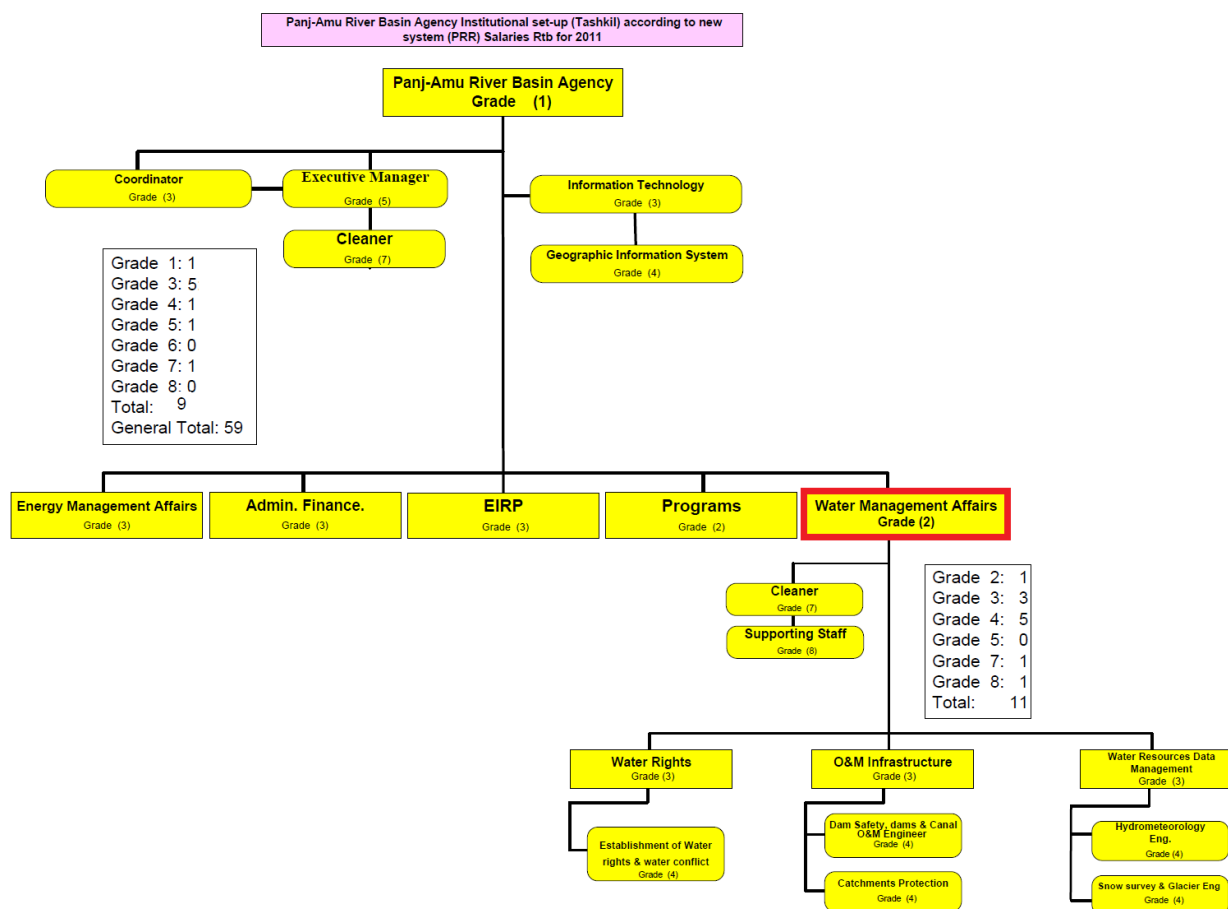 Panj-Amu River Basin Agency Institutional set-up (Tashkil) according to new
system (PRR) Salaries Rtb for 2011
Panj-Amu River Basin Agency
Grade (1)
Coordinator
Grade (3)
Executive Manager
Grade (5)
Information Technology
Grade (3)
Cleaner
Grade (7)
Geographic Information System
Grade (4)
Grade 1: 1
Grade 3: 5
Grade 4: 1
Grade 5: 1
Grade 6: 0
Grade 7: 1
Grade 8: 0
Total: 9
General Total: 59
Energy Management Affairs
Grade (3)
Admin. Finance.
Grade (3)
EIRP
Grade (3)
Programs
Grade (2)
Water Management Affairs
Grade (2)
Cleaner
Grade (7)
Supporting Staff
Grade (8)
Grade 2: 1
Grade 3: 3
Grade 4: 5
Grade 5: 0
Grade 7: 1
Grade 8: 1
Total: 11
Water Rights
Grade (3)
O&M Infrastructure
Grade (3)
Water Resources Data
Management
Grade (3)
Establishment of Water
rights & water conflict
Grade (4)
Dam Safety, dams & Canal
O&M Engineer
Grade (4)
Catchments Protection
Grade (4)
Hydrometeorology
Eng.
Grade (4)
Snow survey & Glacier Eng
Grade (4)